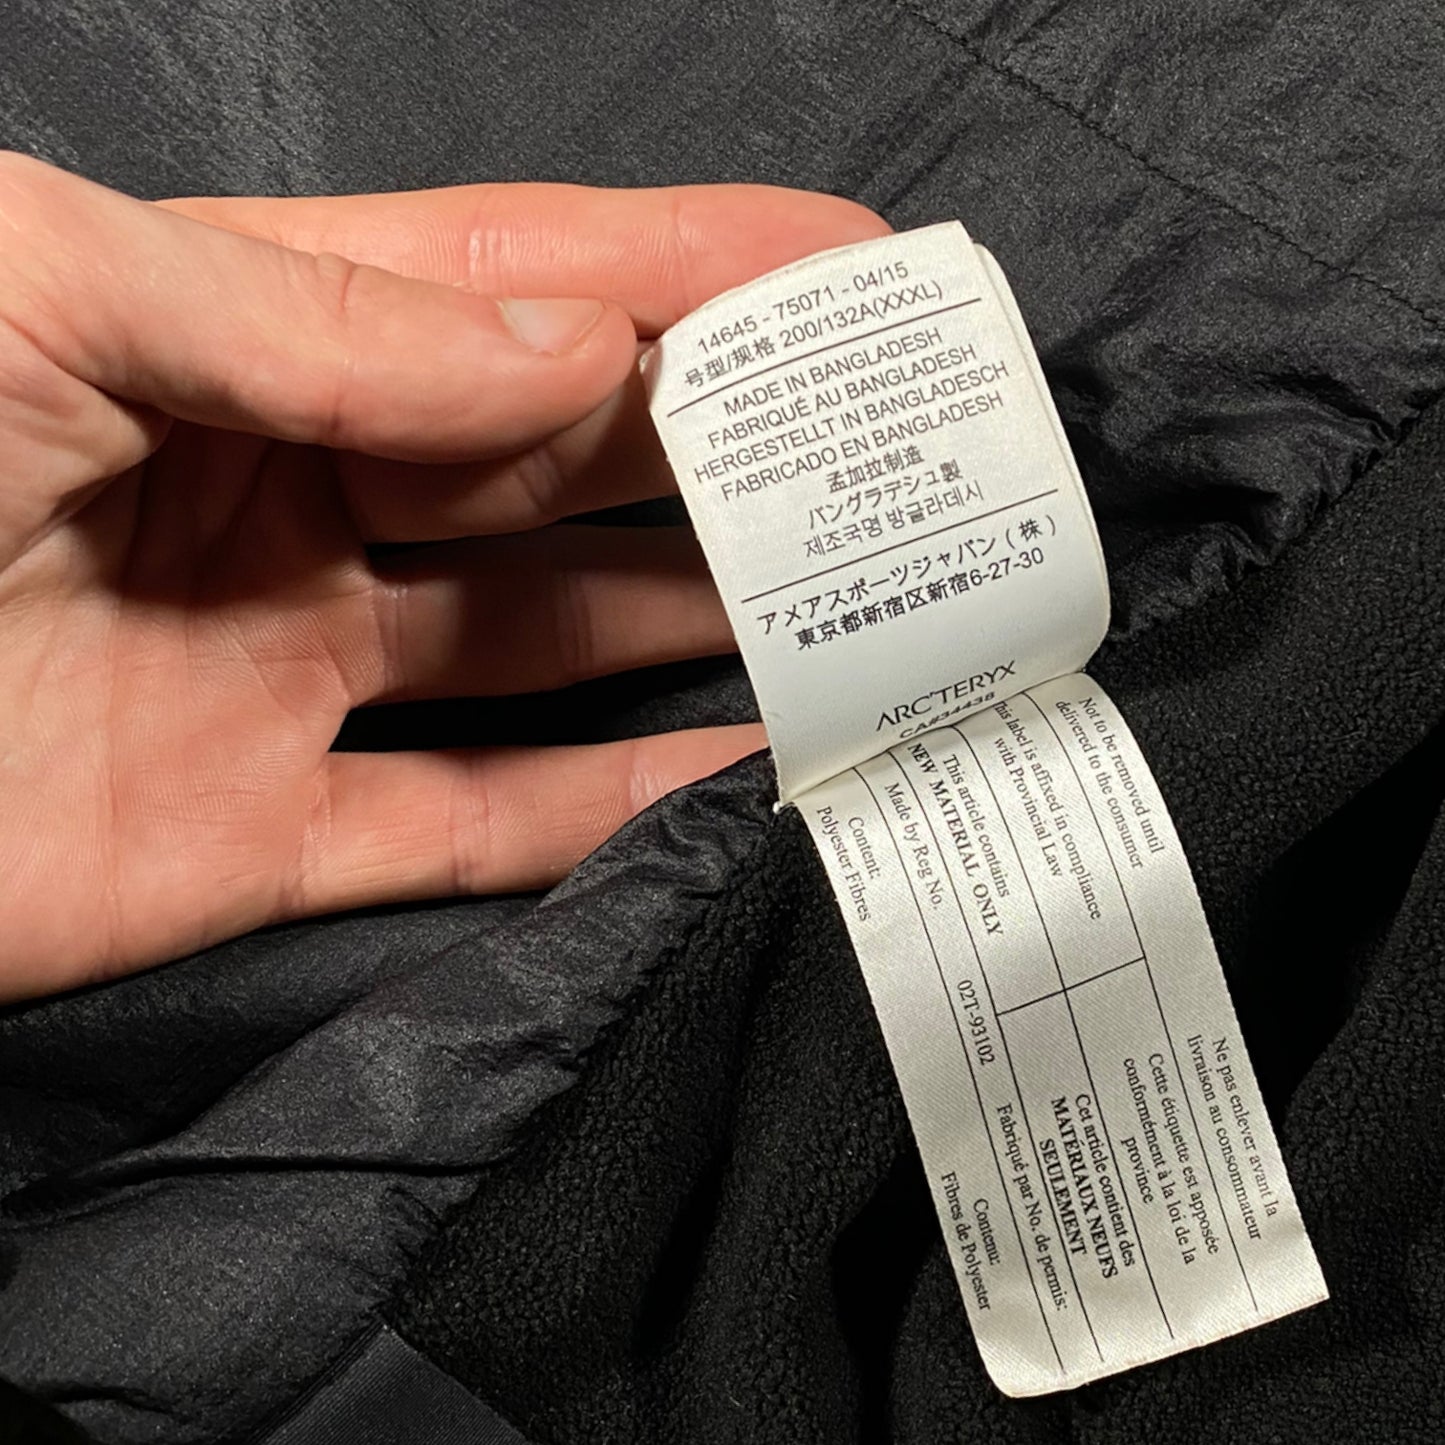 14645 - 75071 - 04/15
号型/规格 200/132A(XXXL)
MADE IN BANGLADESH
FABRIQUÉ AU BANGLADESH
HERGESTELLT IN BANGLADESCH
FABRICADO EN BANGLADESH
孟加拉制造
バングラデシュ製
제조국명 방글라데시
アメアスポーツジャパン（株）
東京都新宿区新宿6-27-30
ARC'TERYX
CA#34438
Not to be removed until
delivered to the consumer
Ne pas enlever avant la
livraison au consommateur
This label is affixed in compliance
with Provincial Law
Cette étiquette est apposée
conformément à la loi de la
province
This article contains
NEW MATERIAL ONLY
Cet article contient des
MATÉRIAUX NEUFS
SEULEMENT
Made by Reg No.
02T-93102
Fabriqué par No. de permis:
Content:
Polyester Fibres
Contenu:
Fibres de Polyester